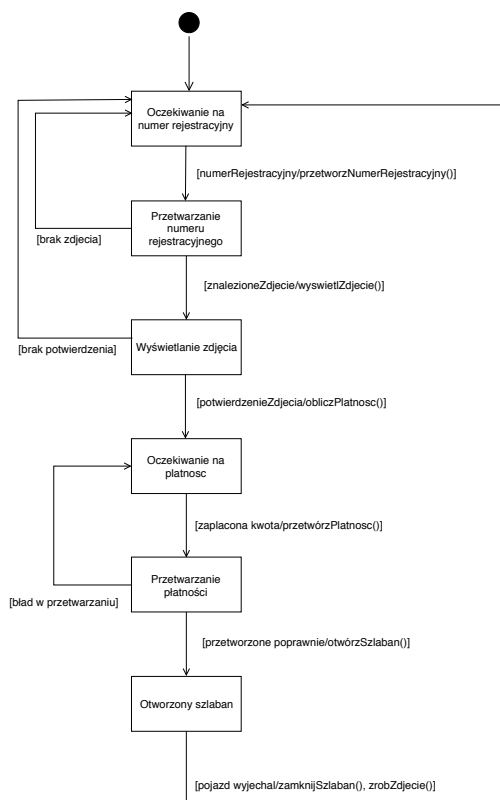 Oczekiwanie na
numer rejestracyjny
[numerRejestracyjny/przetworzNumerRejestracyjny()]
Przetwarzanie
numeru
rejestracyjnego
[brak zdjecia]
[znalezioneZdjecie/wyswietlZdjecie()]
Wyświetlanie zdjęcia
[brak potwierdzenia]
[potwierdzenieZdjecia/obliczPlatnosc()]
Oczekiwanie na
platnosc
[zaplacona kwota/przetwórzPlatnosc()]
Przetwarzanie
płatności
[bład w przetwarzaniu]
[przetworzone poprawnie/otwórzSzlaban()]
Otworzony szlaban
[pojazd wyjechal/zamknijSzlaban(), zrobZdjecie()]